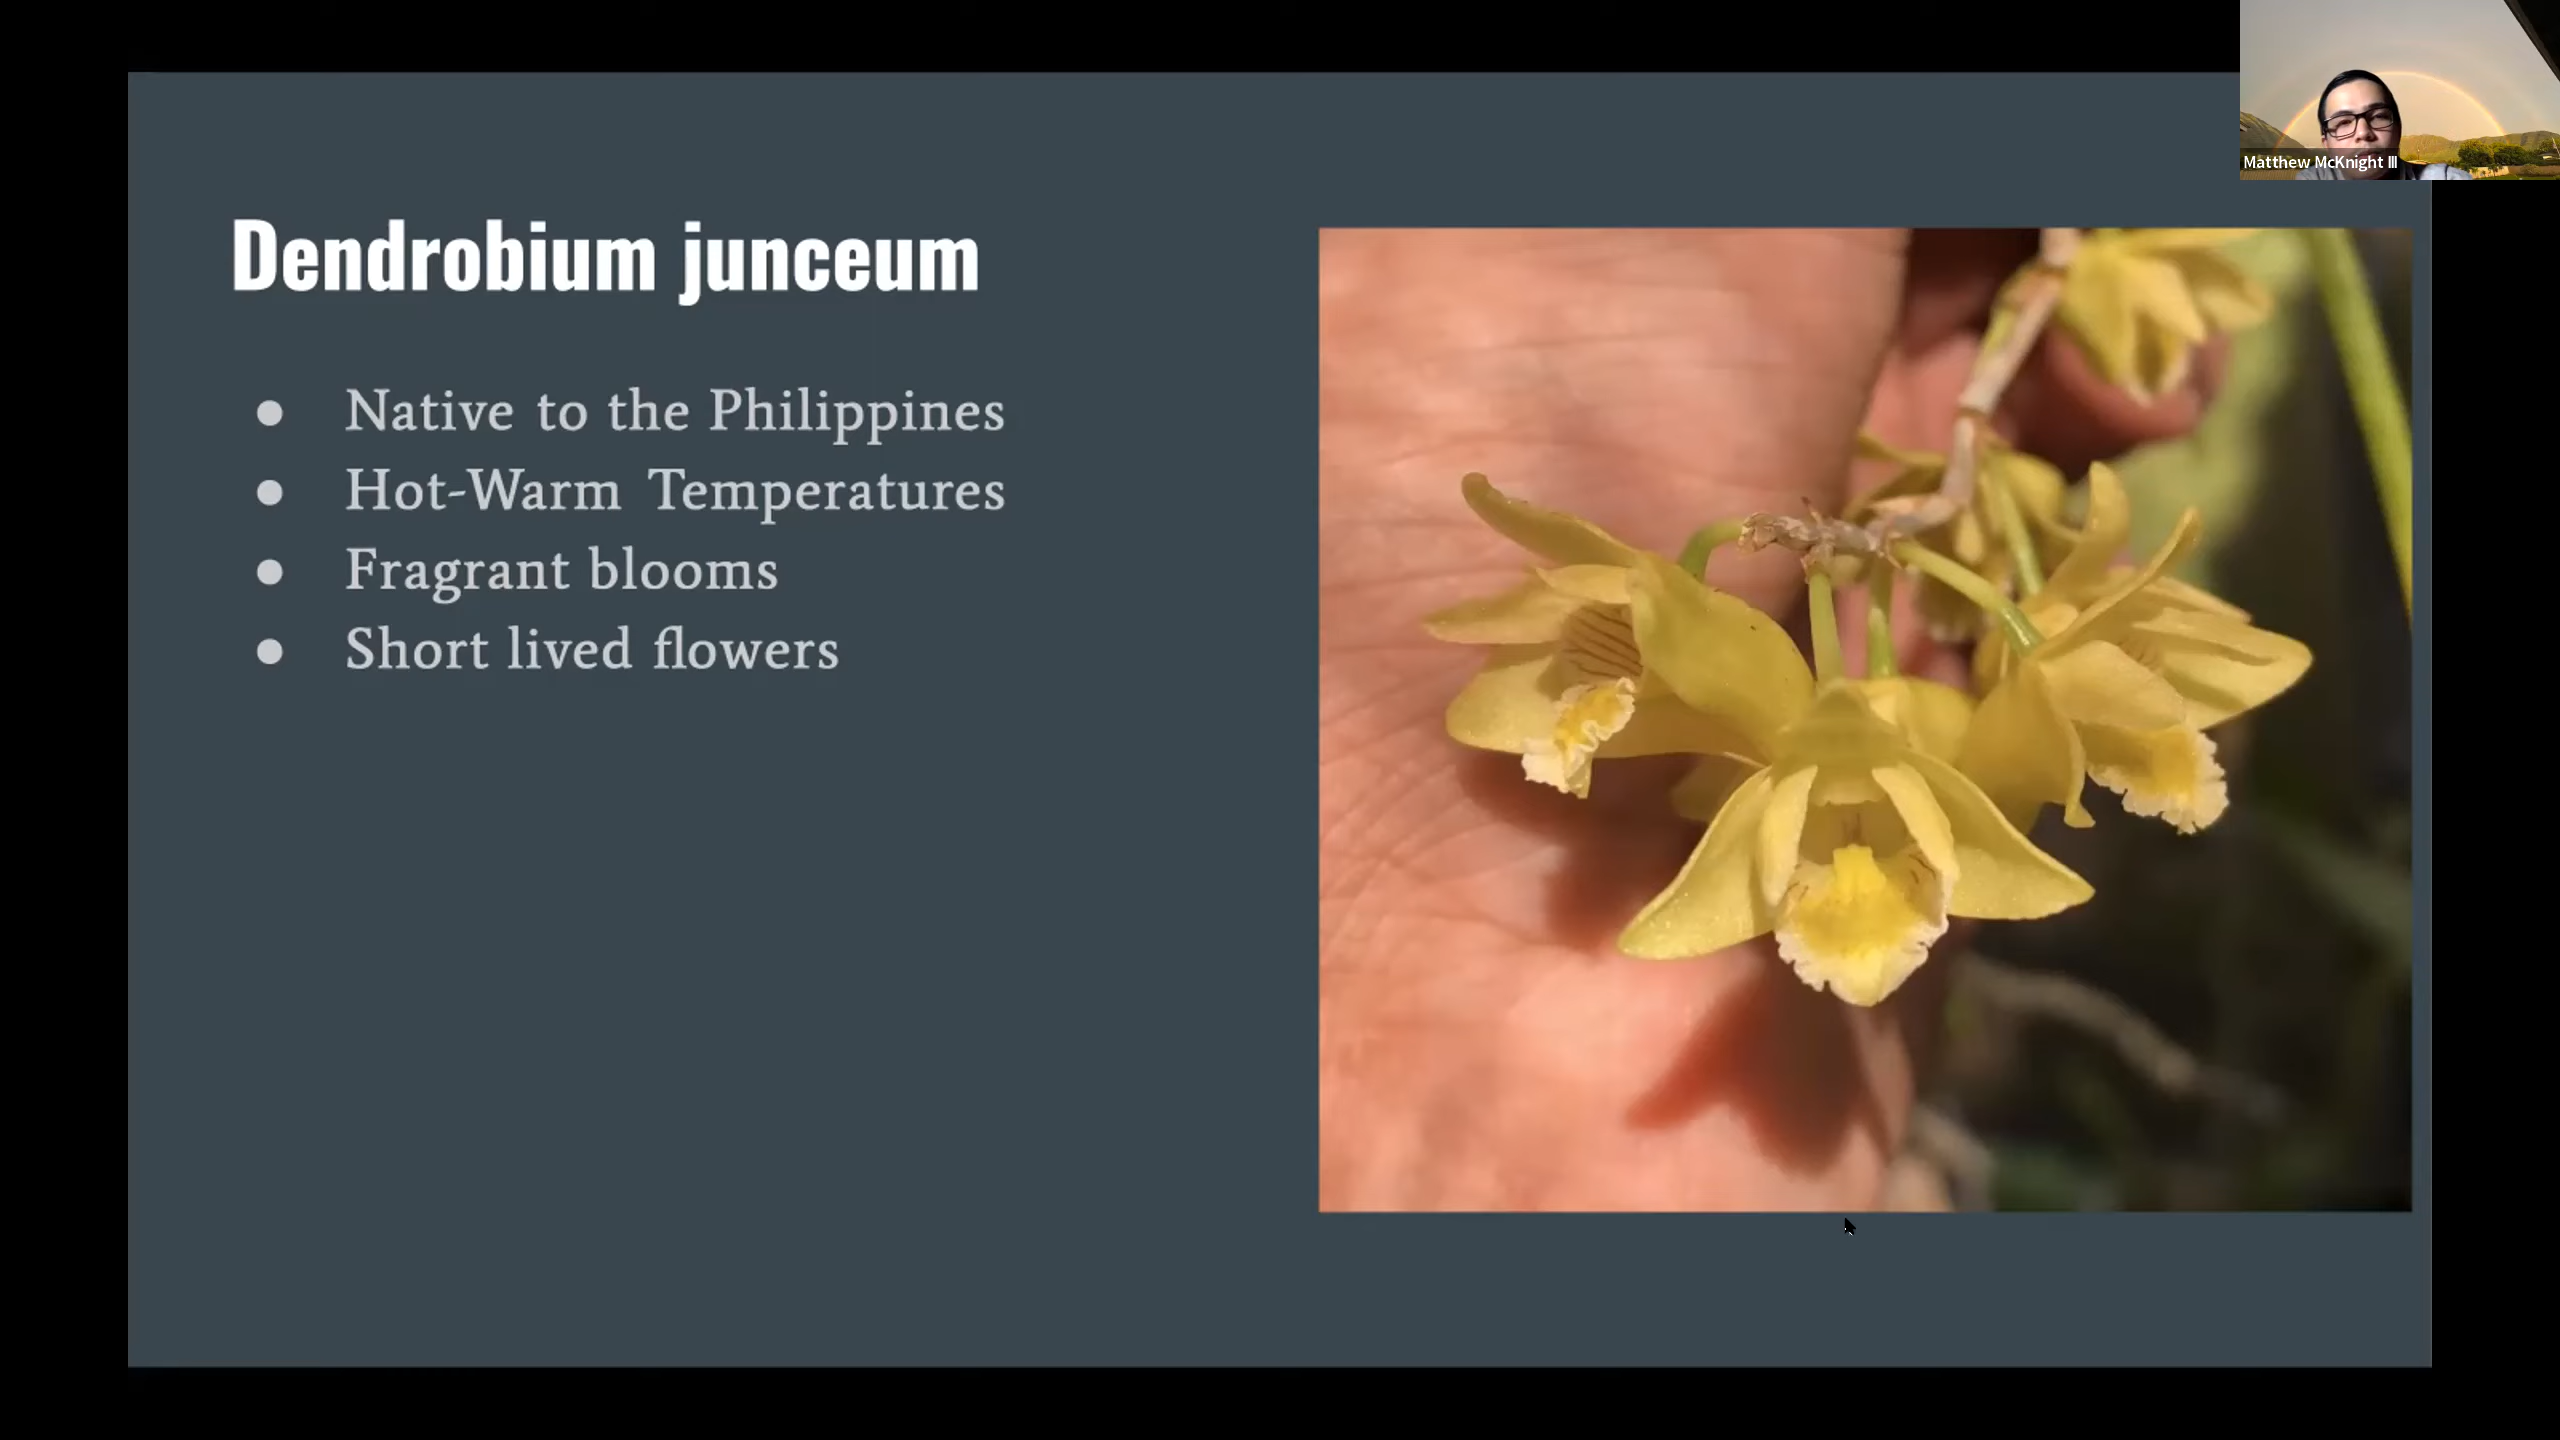 Matthew McKnight III
Dendrobium junceum
● Native to the Philippines
● Hot-Warm Temperatures
● Fragrant blooms
● Short lived flowers